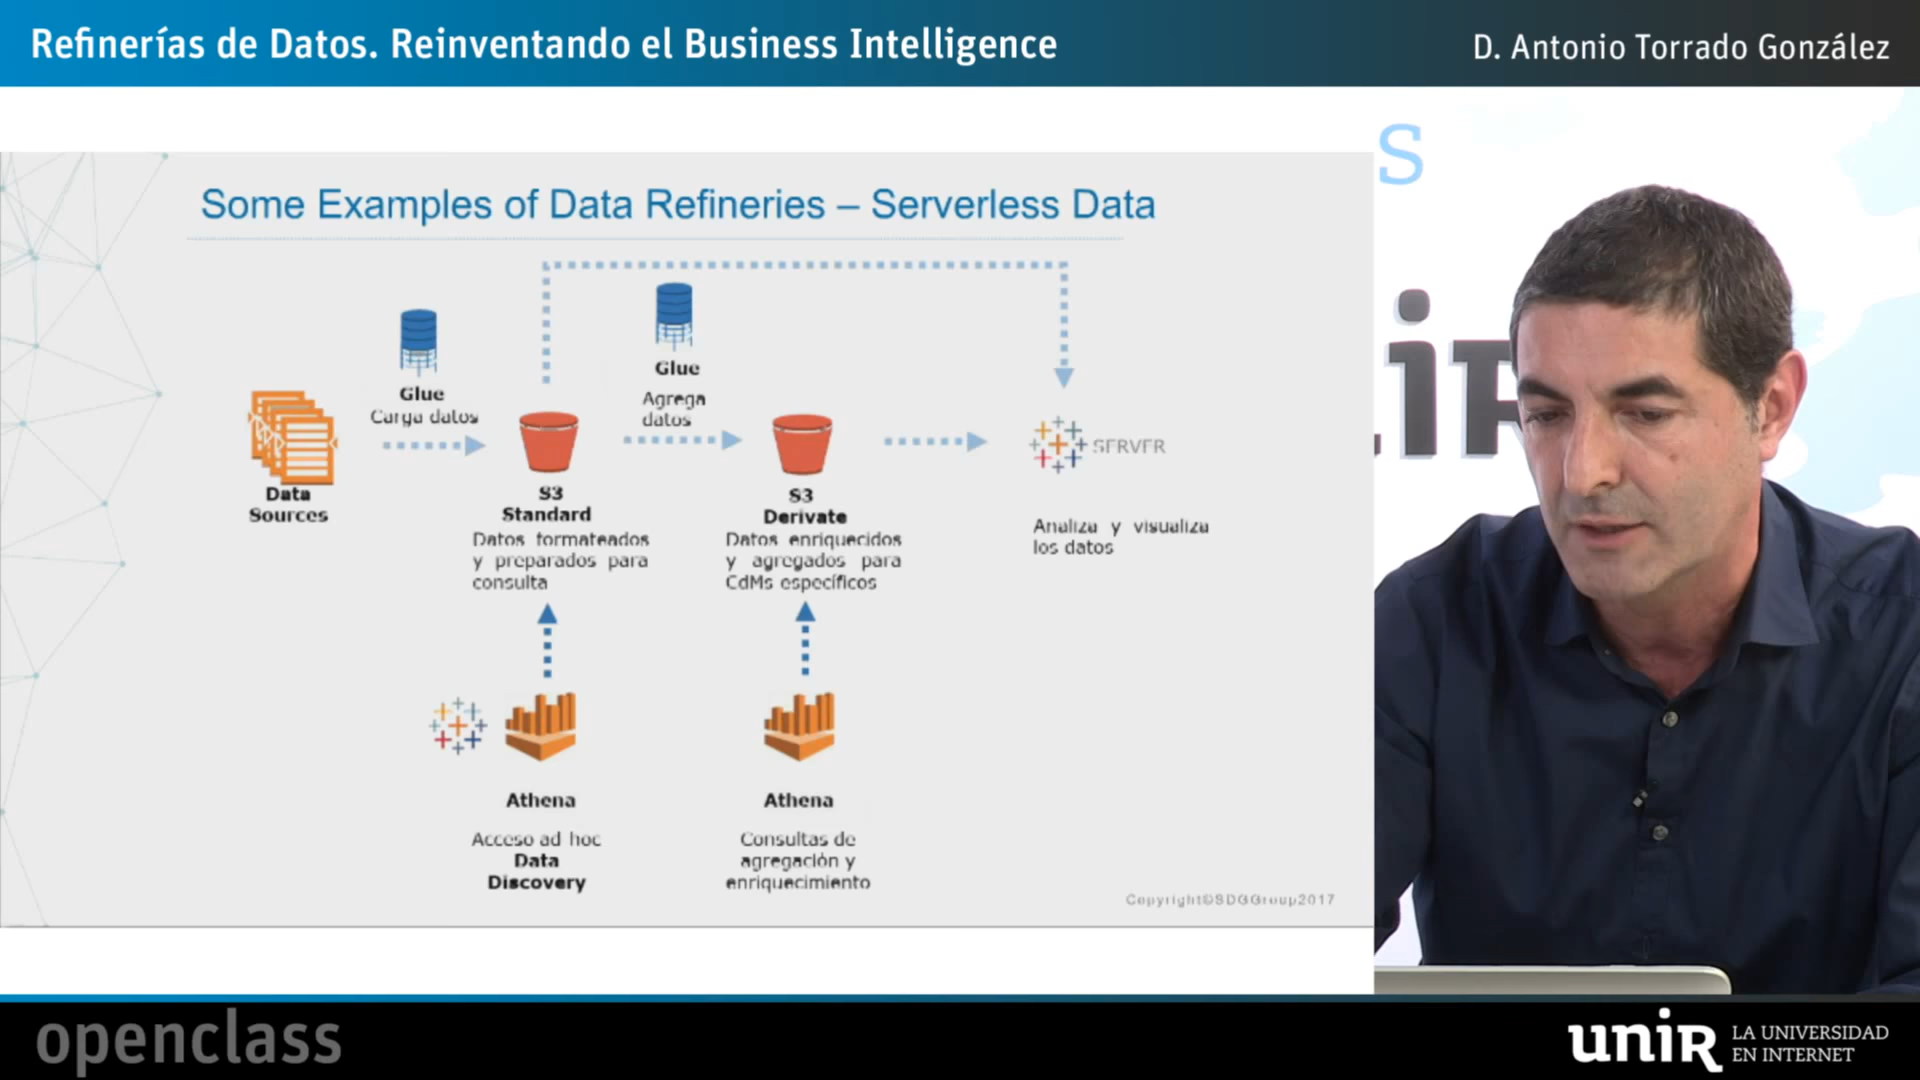 Refinerías de Datos. Reinventando el Business Intelligence
D. Antonio Torrado González
S
Some Examples of Data Refineries – Serverless Data
Glue
Carga datos
Glue
Agrega
datos
Data
Sources
S3
Standard
Datos formateados
y preparados para
consulta
S3
Derivate
Datos enriquecidos
y agregados para
CdMs específicos
SERVER
Analiza y visualiza
los datos
Athena
Acceso ad hoc
Data
Discovery
Athena
Consultas de
agregación y
enriquecimiento
Copyright©SDGGroup2017
openclass
unir
LA UNIVERSIDAD
EN INTERNET